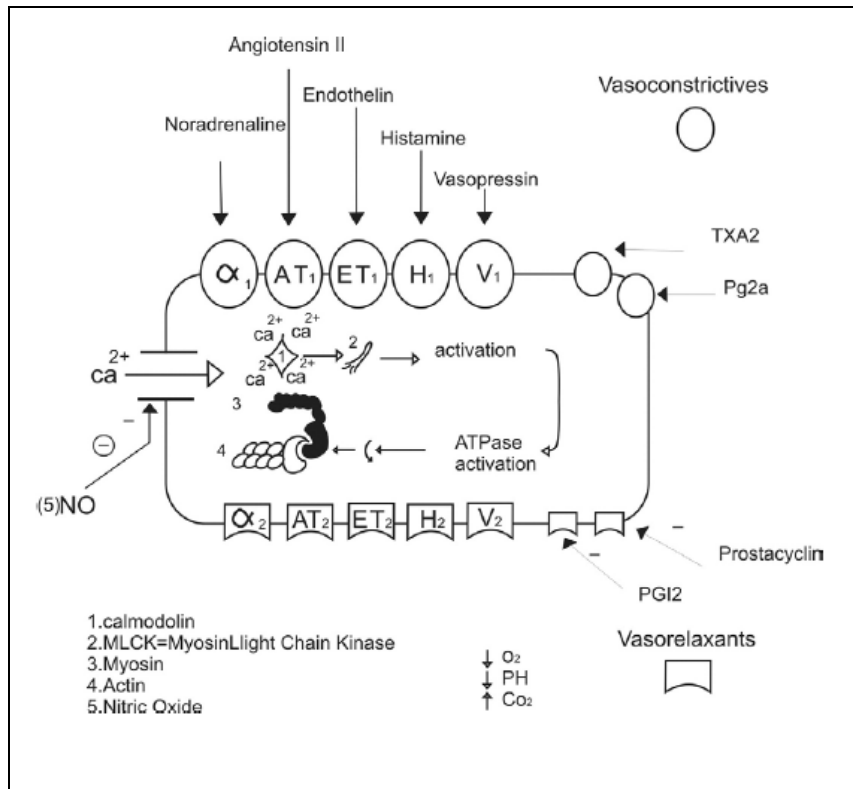 Angiotensin II
Endothelin
Noradrenaline
Histamine
Vasopressin
Vasoconstrictives
TXA2
Pg2a
α1
AT1
ET1
H1
V1
ca2+ ca2+
ca2+ ca2+
1
2
activation
ca2+
3
4
ATPase
activation
−
⊖
(5)NO
α2
AT2
ET2
H2
V2
−
−
Prostacyclin
PGI2
1.calmodolin
2.MLCK=MyosinLlight Chain Kinase
3.Myosin
4.Actin
5.Nitric Oxide
↓ O2
↓ PH
↑ Co2
Vasorelaxants